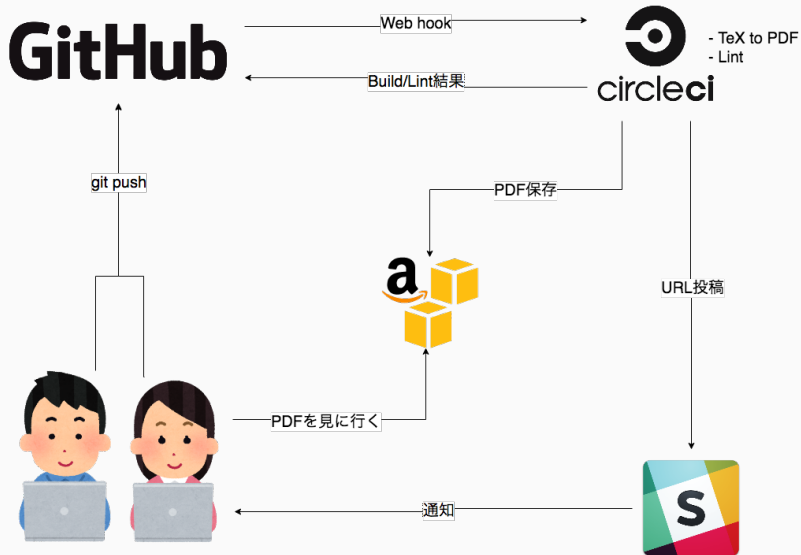 GitHub
Web hook
circleci
- TeX to PDF
- Lint
Build/Lint結果
git push
PDF保存
a
URL投稿
PDFを見に行く
通知
S